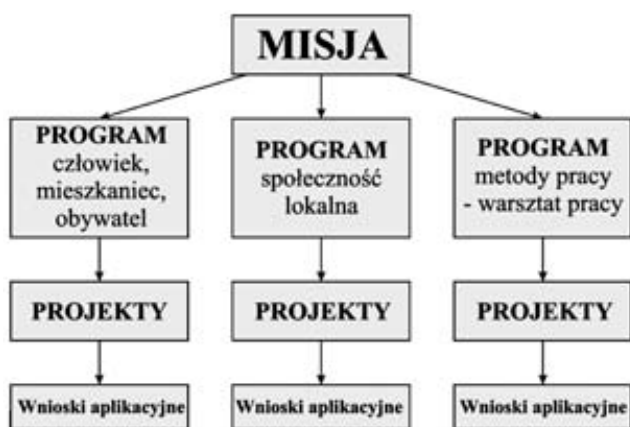 MISJA
PROGRAM
człowiek,
mieszkaniec,
obywatel
PROGRAM
społeczność
lokalna
PROGRAM
metody pracy
- warsztat pracy
PROJEKTY
PROJEKTY
PROJEKTY
Wnioski aplikacyjne
Wnioski aplikacyjne
Wnioski aplikacyjne